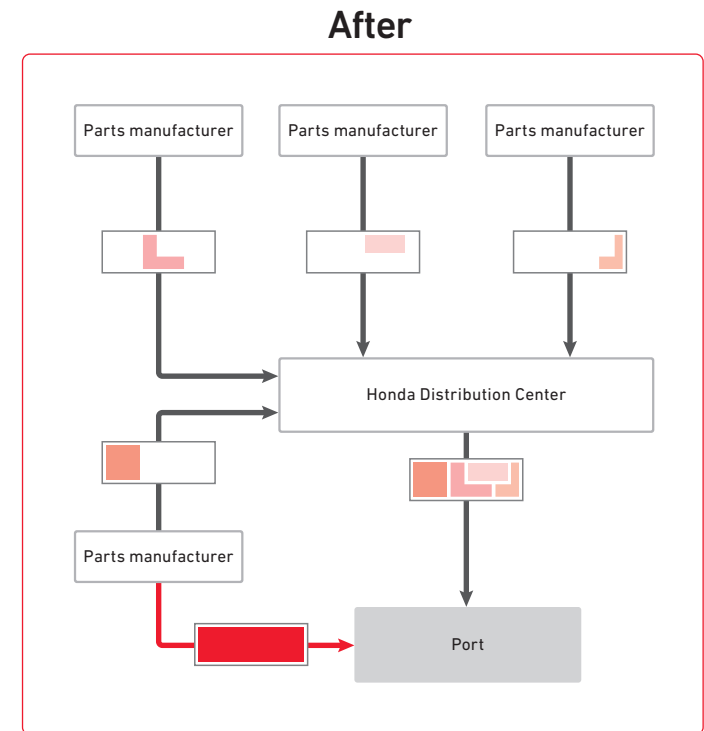 After
Parts manufacturer
Parts manufacturer
Parts manufacturer
Honda Distribution Center
Parts manufacturer
Port